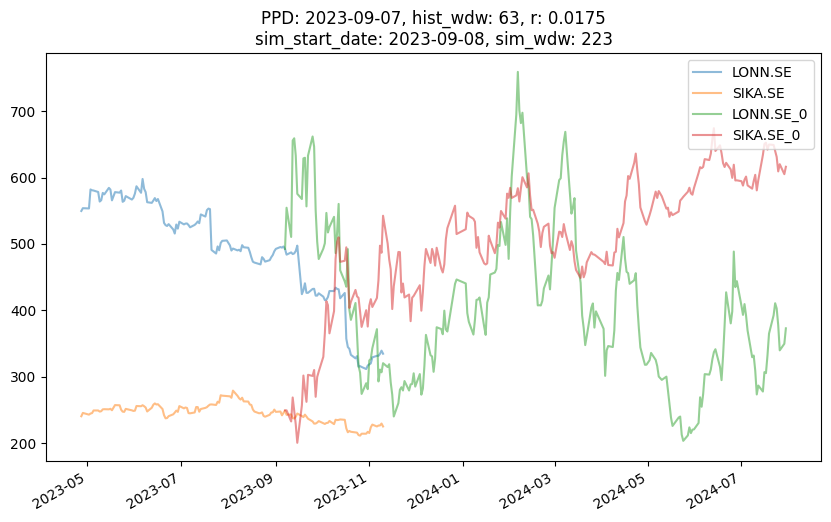 PPD: 2023-09-07, hist_wdw: 63, r: 0.0175
sim_start_date: 2023-09-08, sim_wdw: 223
LONN.SE
SIKA.SE
LONN.SE_0
SIKA.SE_0
700
600
500
400
300
200
2023-05
2023-07
2023-09
2023-11
2024-01
2024-03
2024-05
2024-07